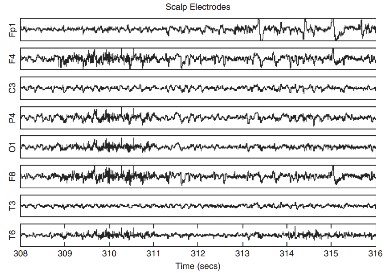 Scalp Electrodes
Fp1
F4
C3
P4
O1
F8
T3
T6
308 309 310 311 312 313 314 315 316
Time (secs)